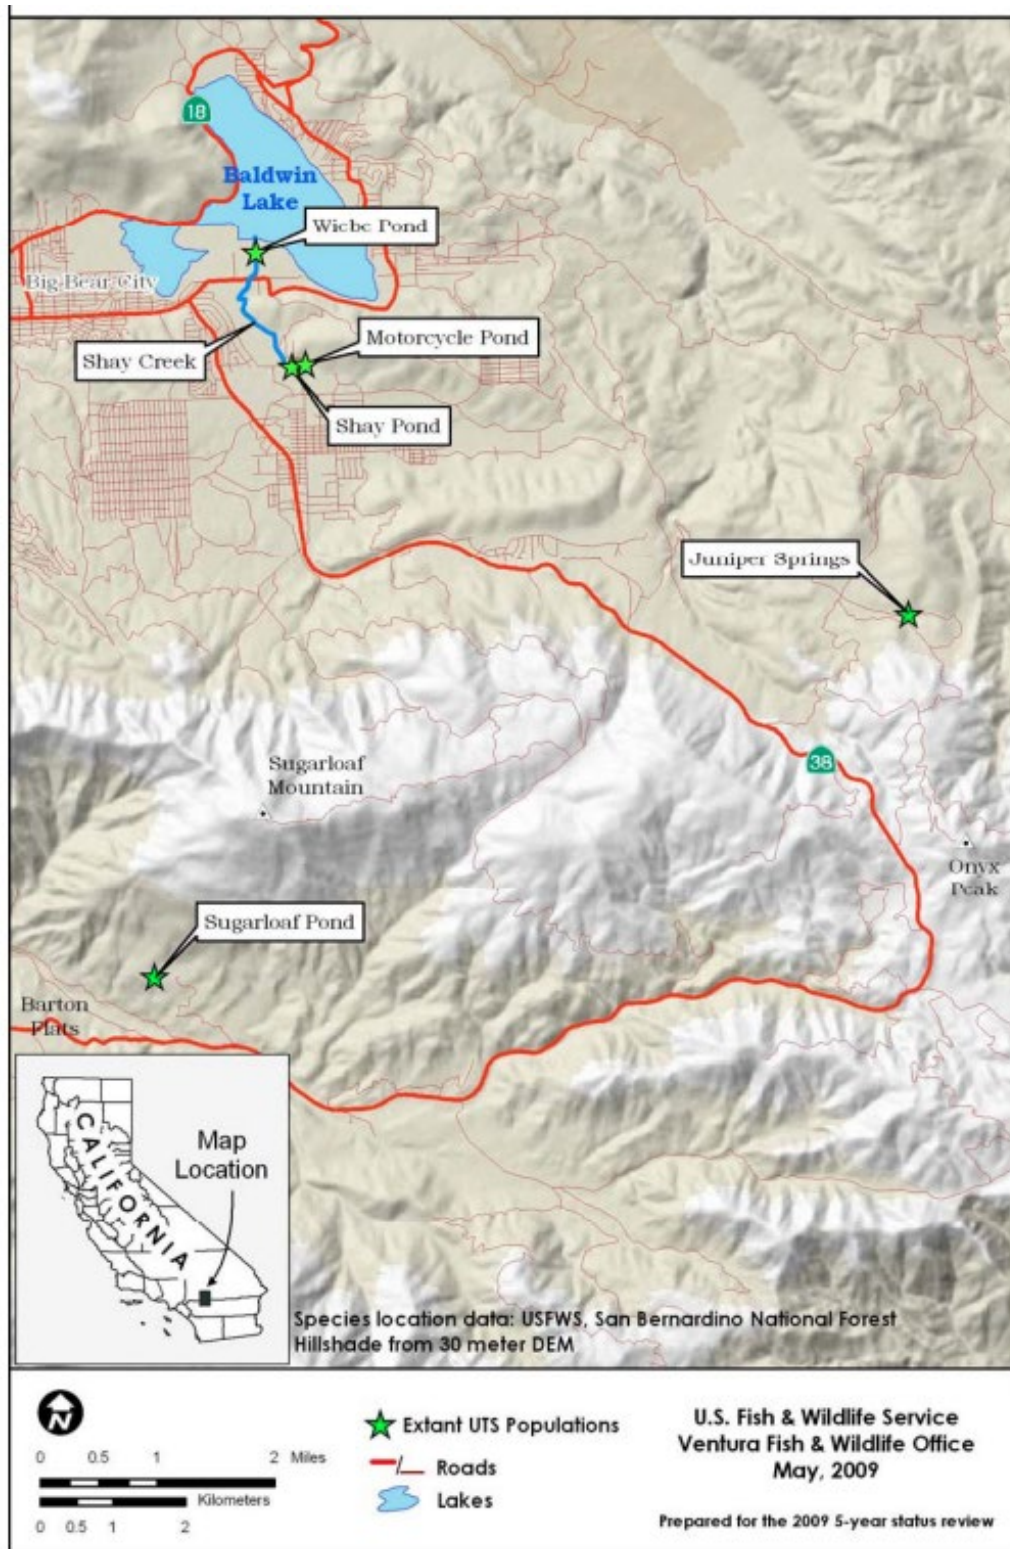 18
Baldwin
Lake
Wiebe Pond
Big Bear City
Motorcycle Pond
Shay Creek
Shay Pond
Juniper Springs
Sugarloaf
Mountain
38
Onyx
Peak
Sugarloaf Pond
Barton
Flats
CALIFORNIA
Map
Location
Species location data: USFWS, San Bernardino National Forest
Hillshade from 30 meter DEM
N
0 0.5 1 2 Miles
Kilometers
0 0.5 1 2
Extant UTS Populations
Roads
Lakes
U.S. Fish & Wildlife Service
Ventura Fish & Wildlife Office
May, 2009
Prepared for the 2009 5-year status review